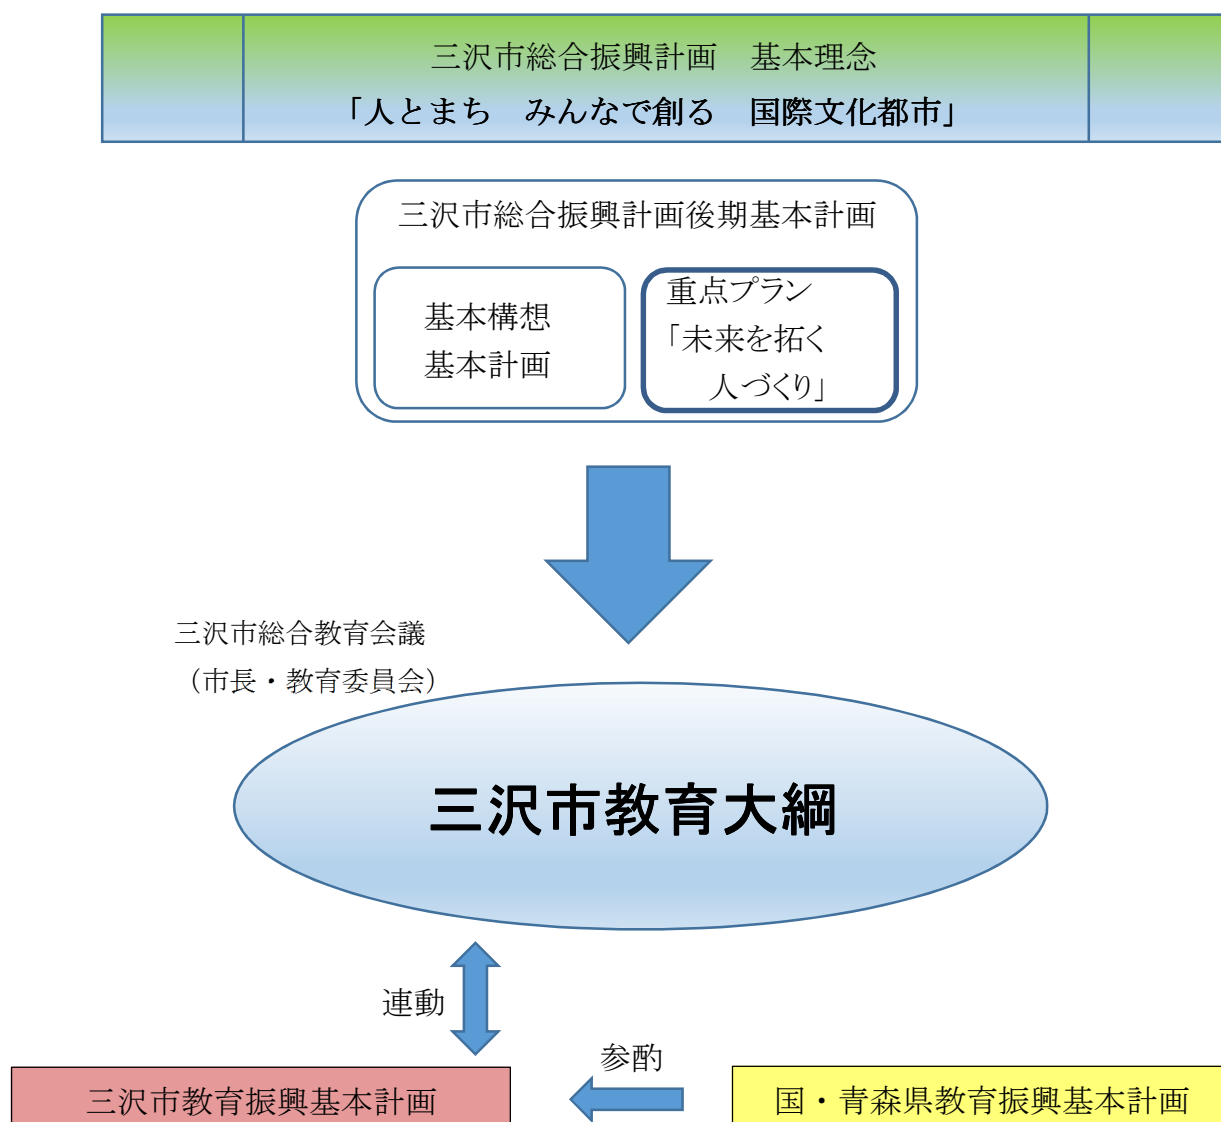 三沢市総合振興計画　基本理念
「人とまち　みんなで創る　国際文化都市」
三沢市総合振興計画後期基本計画
基本構想
基本計画
重点プラン
「未来を拓く
人づくり」
三沢市総合教育会議
（市長・教育委員会）
三沢市教育大綱
連動
参酌
三沢市教育振興基本計画
国・青森県教育振興基本計画